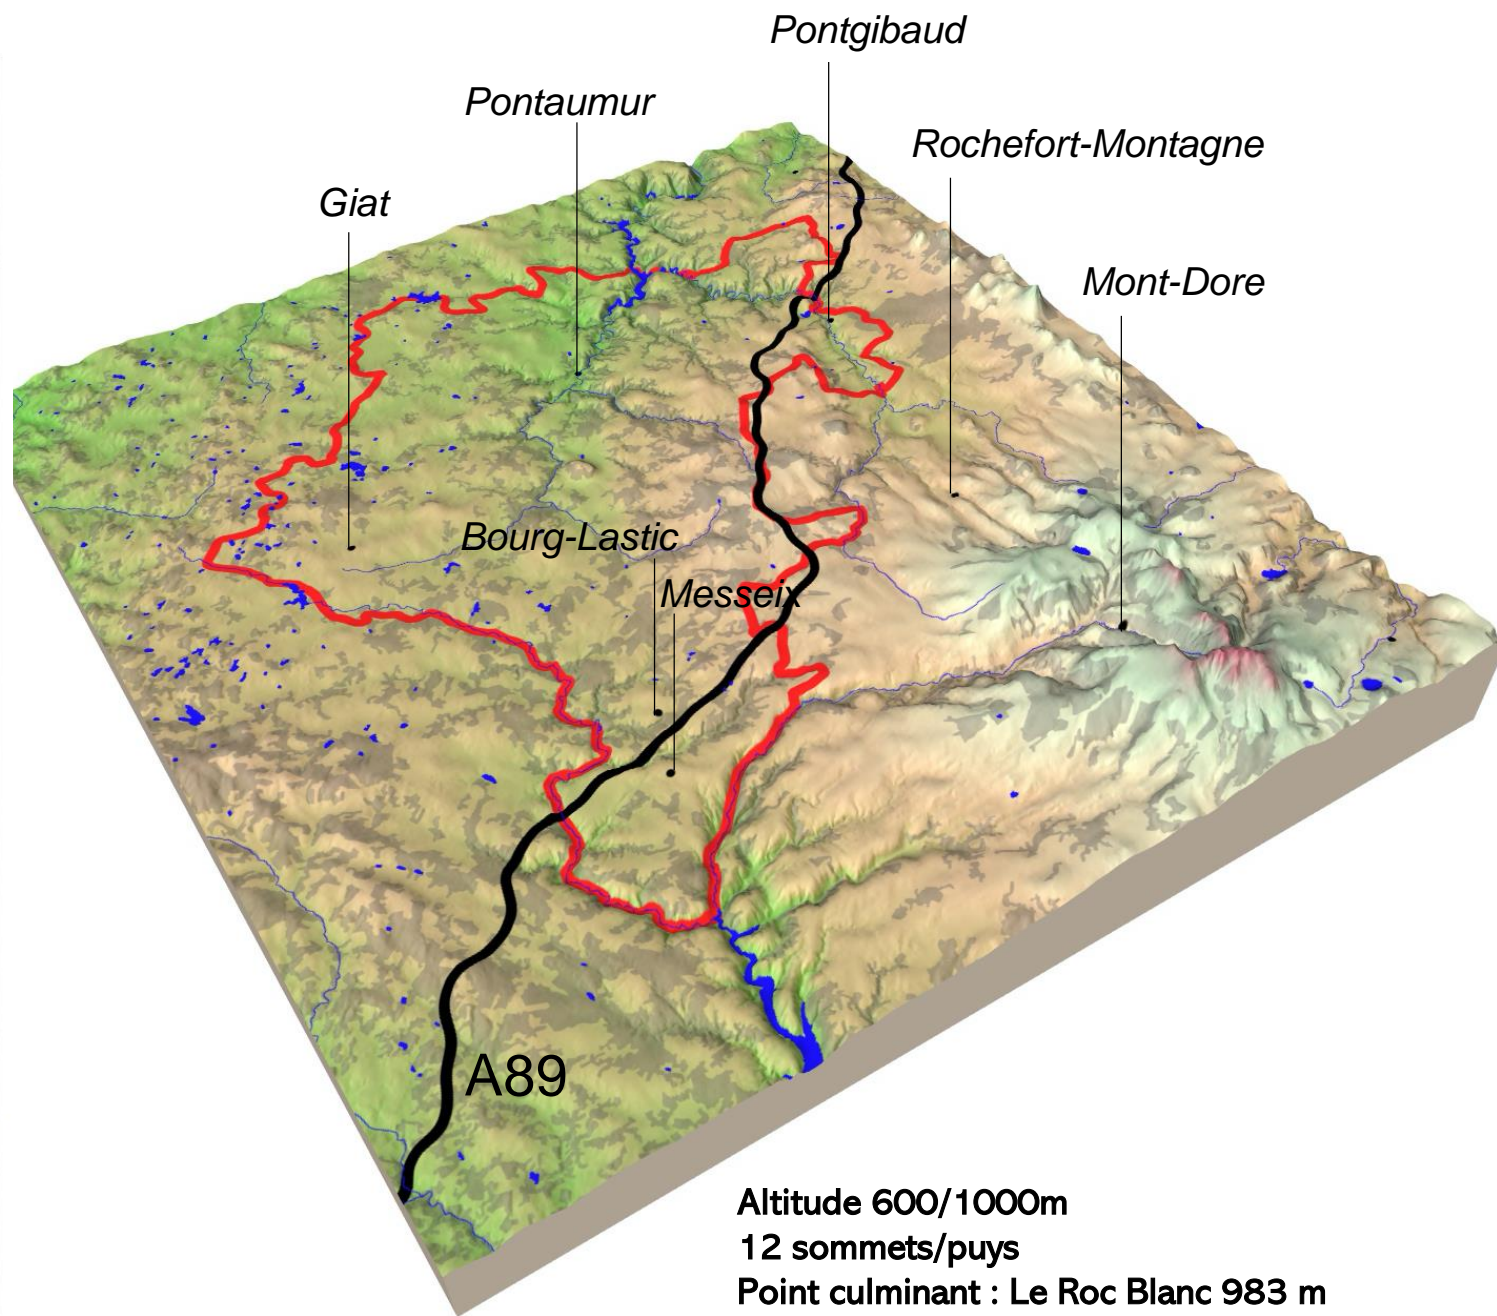 Pontgibaud
Pontaumur
Rochefort-Montagne
Giat
Mont-Dore
Bourg-Lastic
Messeix
A89
Altitude 600/1000m
12 sommets/puys
Point culminant : Le Roc Blanc 983 m